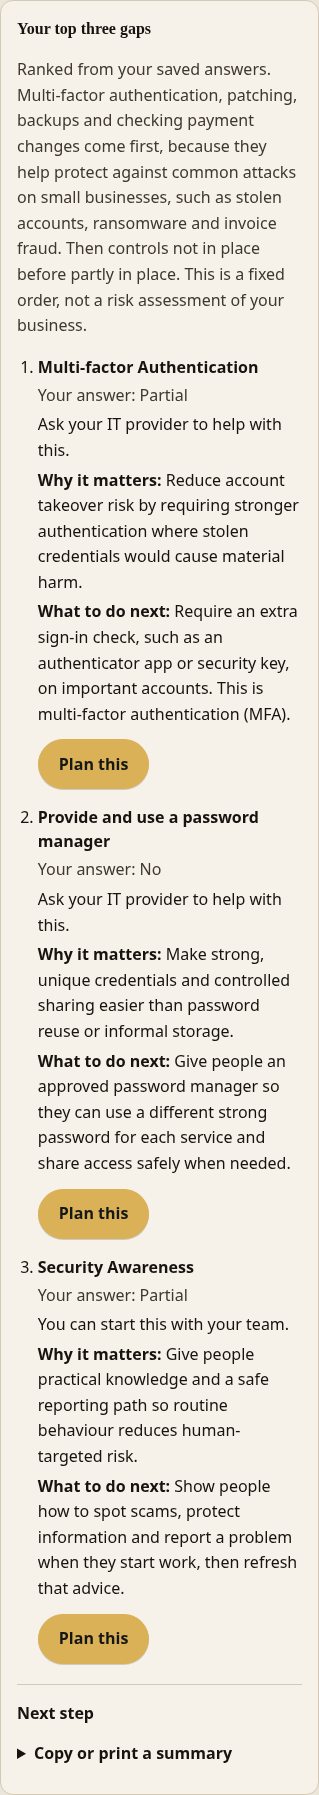 Your top three gaps
Ranked from your saved answers.
Multi-factor authentication, patching,
backups and checking payment
changes come first, because they
help protect against common attacks
on small businesses, such as stolen
accounts, ransomware and invoice
fraud. Then controls not in place
before partly in place. This is a fixed
order, not a risk assessment of your
business.
1. Multi-factor Authentication
Your answer: Partial
Ask your IT provider to help with
this.
Why it matters: Reduce account
takeover risk by requiring stronger
authentication where stolen
credentials would cause material
harm.
What to do next: Require an extra
sign-in check, such as an
authenticator app or security key,
on important accounts. This is
multi-factor authentication (MFA).
Plan this
2. Provide and use a password
manager
Your answer: No
Ask your IT provider to help with
this.
Why it matters: Make strong,
unique credentials and controlled
sharing easier than password
reuse or informal storage.
What to do next: Give people an
approved password manager so
they can use a different strong
password for each service and
share access safely when needed.
Plan this
3. Security Awareness
Your answer: Partial
You can start this with your team.
Why it matters: Give people
practical knowledge and a safe
reporting path so routine
behaviour reduces human-
targeted risk.
What to do next: Show people
how to spot scams, protect
information and report a problem
when they start work, then refresh
that advice.
Plan this
Next step
Copy or print a summary